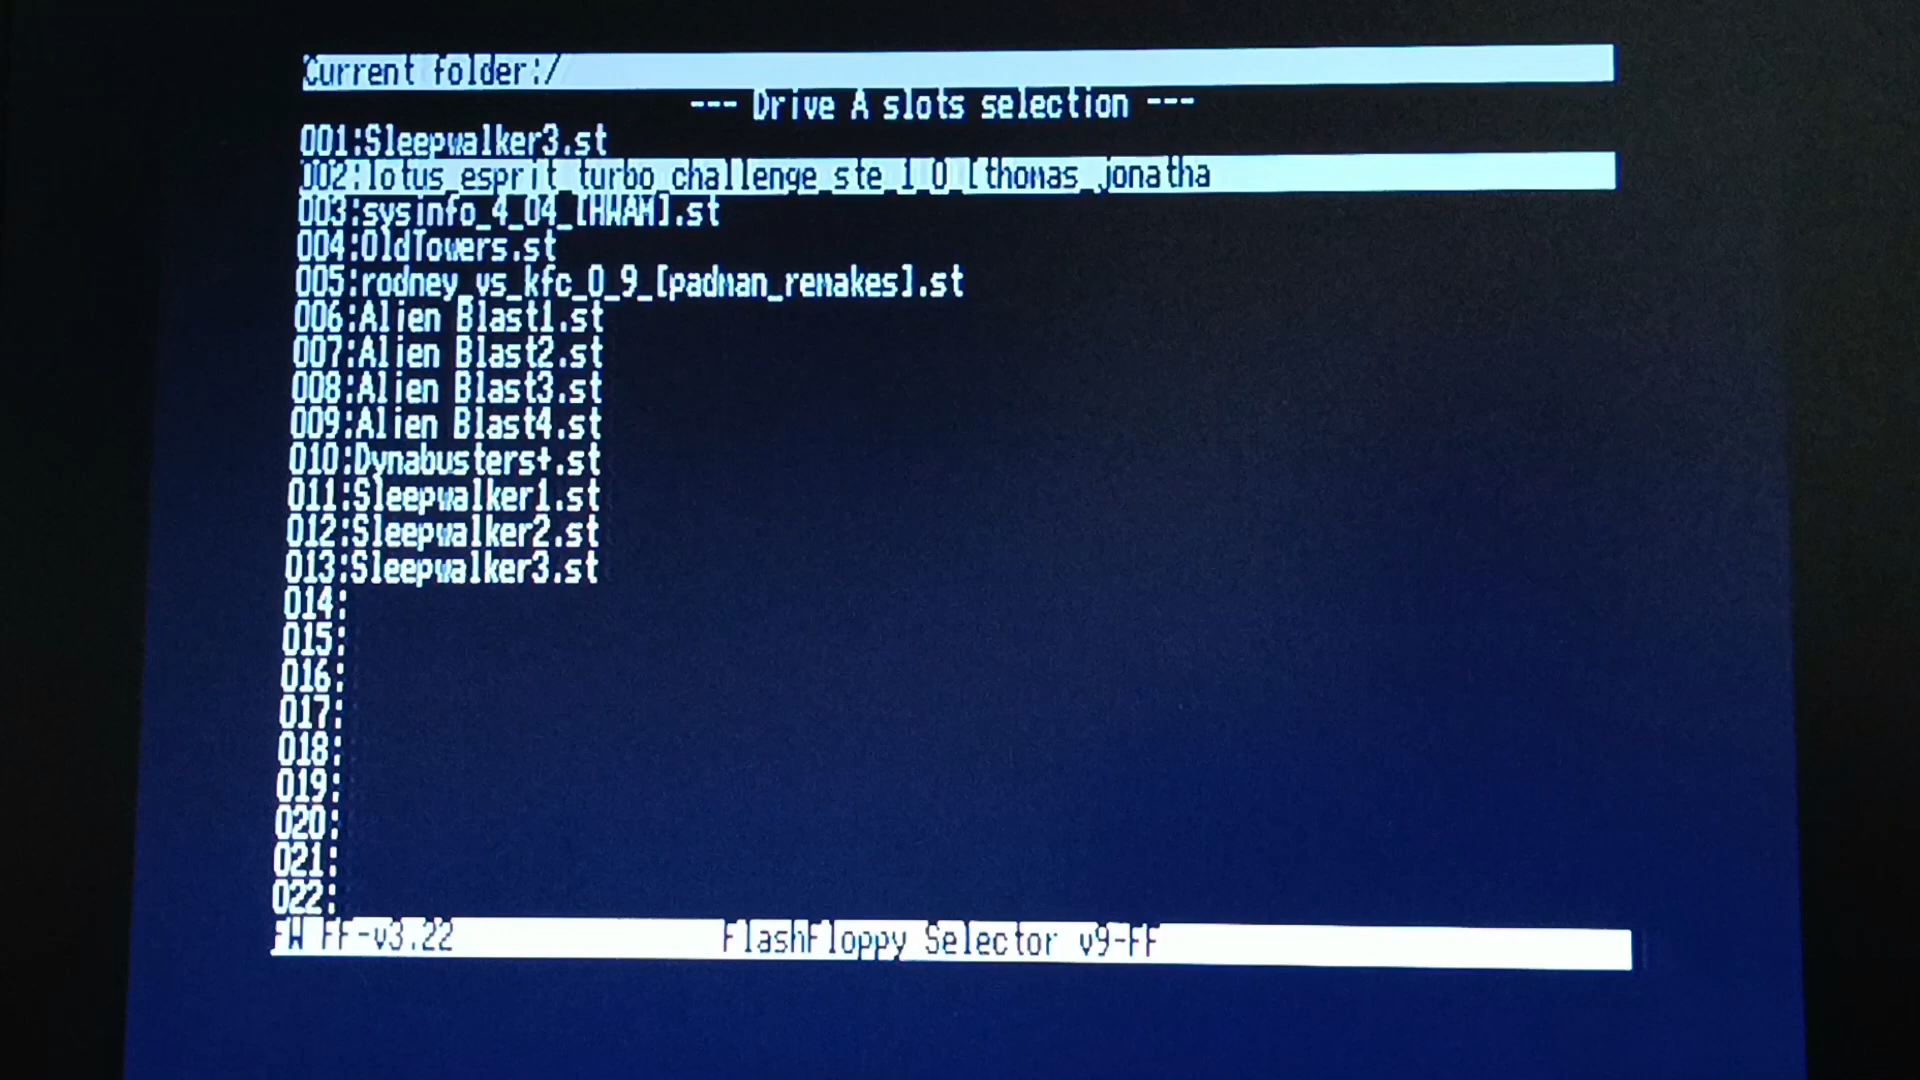 Current folder:/
--- Drive A slots selection ---
001:Sleepwalker3.st
002:lotus_esprit_turbo_challenge_ste_1_0_[thomas_jonatha
003:sysinfo_4_04_[HWAM].st
004:OldTowers.st
005:rodney_vs_kfc_0_9_[padman_remakes].st
006:Alien Blast1.st
007:Alien Blast2.st
008:Alien Blast3.st
009:Alien Blast4.st
010:Dynabusters+.st
011:Sleepwalker1.st
012:Sleepwalker2.st
013:Sleepwalker3.st
014:
015:
016:
017:
018:
019:
020:
021:
022:
FW FF-v3.22 FlashFloppy Selector v9-FF